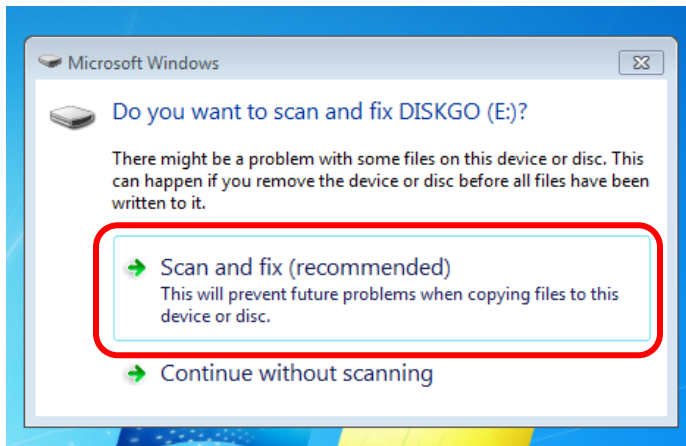 Microsoft Windows
Do you want to scan and fix DISKGO (E:)?
There might be a problem with some files on this device or disc. This
can happen if you remove the device or disc before all files have been
written to it.
Scan and fix (recommended)
This will prevent future problems when copying files to this
device or disc.
Continue without scanning